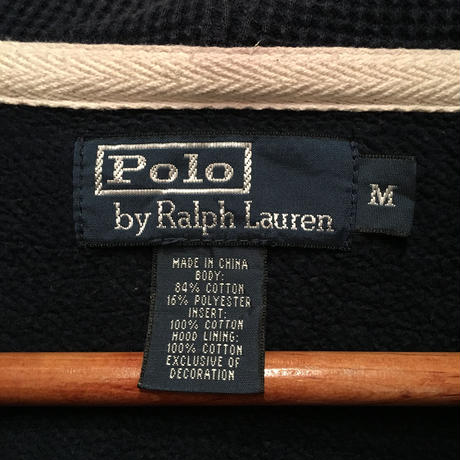 Polo
by Ralph Lauren
M
MADE IN CHINA
BODY:
84% COTTON
16% POLYESTER
INSERT:
100% COTTON
HOOD LINING:
100% COTTON
EXCLUSIVE OF
DECORATION